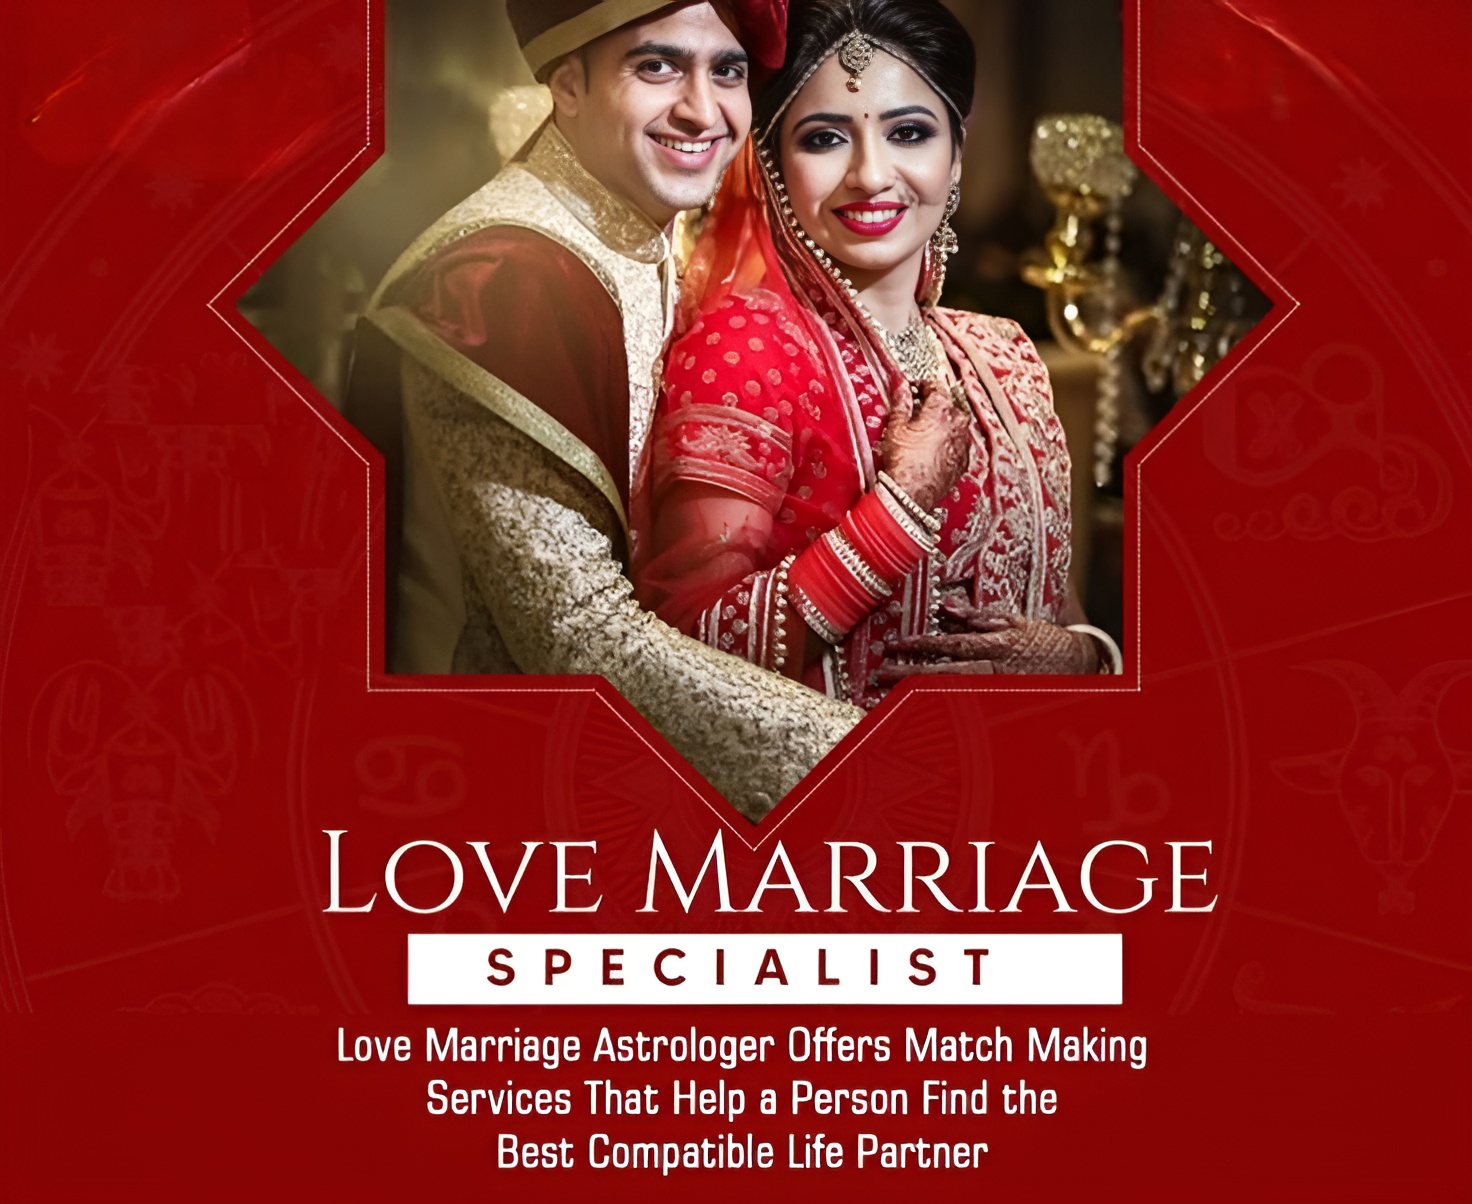 Love Marriage
SPECIALIST
Love Marriage Astrologer Offers Match Making
Services That Help a Person Find the
Best Compatible Life Partner